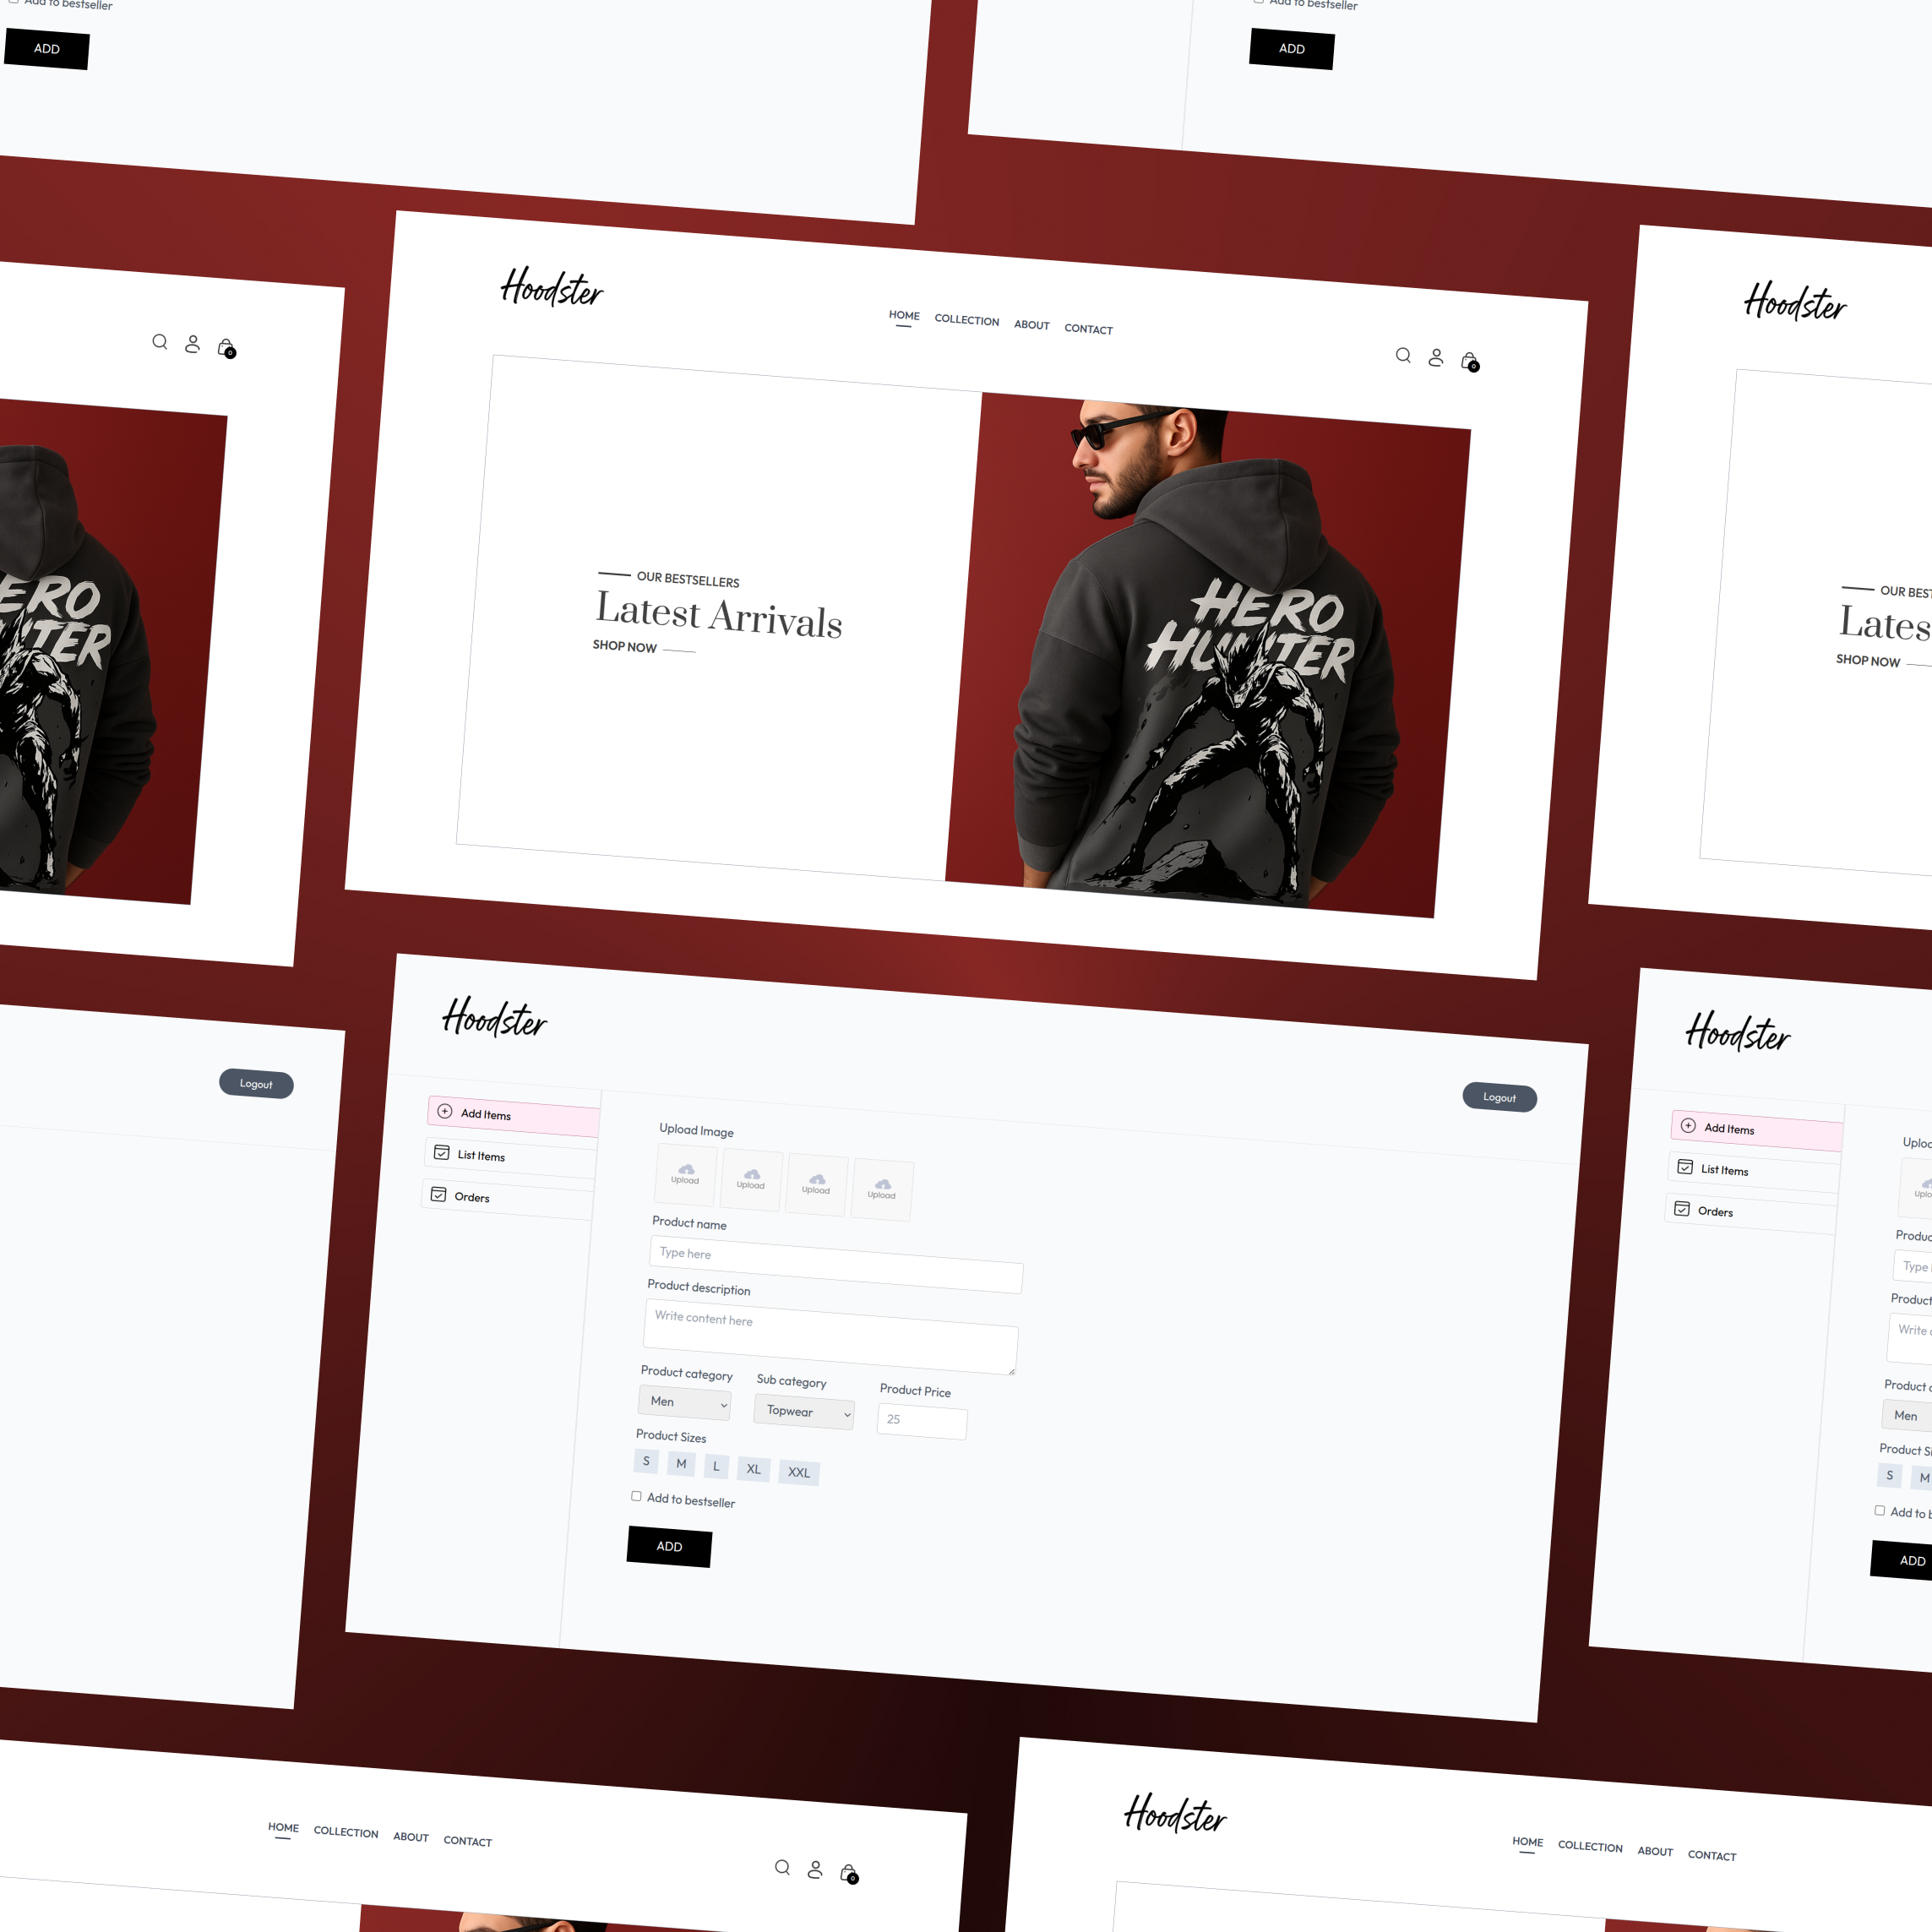 Add to bestseller
ADD
Add to bestseller
ADD
Hoodster
HOME COLLECTION ABOUT CONTACT
0
OUR BESTSELLERS
Latest Arrivals
SHOP NOW
HERO
HUNTER
0
ERO
TER
Hoodster
OUR BEST
Lates
SHOP NOW
Logout
Hoodster
Logout
Add Items
List Items
Orders
Upload Image
Upload Upload Upload Upload
Product name
Type here
Product description
Write content here
Product category Sub category Product Price
Men Topwear 25
Product Sizes
S M L XL XXL
Add to bestseller
ADD
Hoodster
Add Items
List Items
Orders
Uploa
Uplo
Produc
Type
Product
Write
Product
Men
Product Si
S M
Add to b
ADD
HOME COLLECTION ABOUT CONTACT
0
Hoodster
HOME COLLECTION ABOUT CONTACT